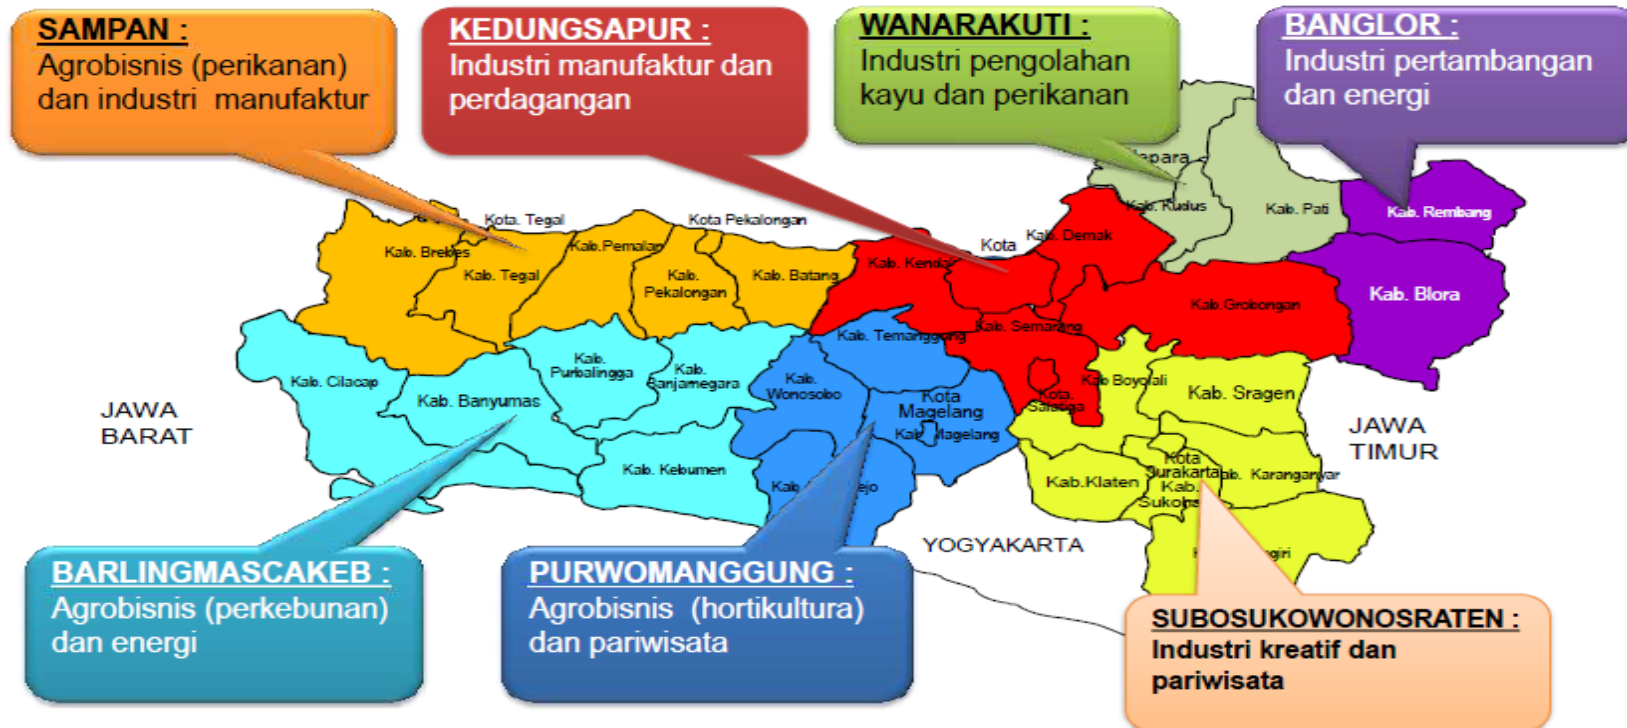 SAMPAN :
Agrobisnis (perikanan)
dan industri manufaktur
KEDUNGSAPUR :
Industri manufaktur dan
perdagangan
WANARAKUTI :
Industri pengolahan
kayu dan perikanan
BANGLOR :
Industri pertambangan
dan energi
Kab. Kudus
Kab. Pati
Kab. Rembang
Kab. Blora
Kota. Tegal
Kota Pekalongan
Kab. Brebes
Kab. Tegal
Kab.Pemalan
Kab.
Pekalongan
Kab. Batang
Kab. Kendal
Kota
Kab. Demak
Kab.Grobongan
Kab. Semarang
Kab. Temanggung
Kab. Cilacap
Kab. Banyumas
Kab.
Purbalingga
Kab.
Banjarnegara
Kab. Kebumen
Kab.
Wonosobo
Kota
Magelang
Kab. Magelang
Kota.
Salatiga
Kab Boyolali
Kab. Sragen
Kab.Klaten
Kota
Surakarta
Kab.
Karanganyar
JAWA
BARAT
JAWA
TIMUR
YOGYAKARTA
BARLINGMASCAKEB :
Agrobisnis (perkebunan)
dan energi
PURWOMANGGUNG :
Agrobisnis (hortikultura)
dan pariwisata
SUBOSUKOWONOSRATEN :
Industri kreatif dan
pariwisata